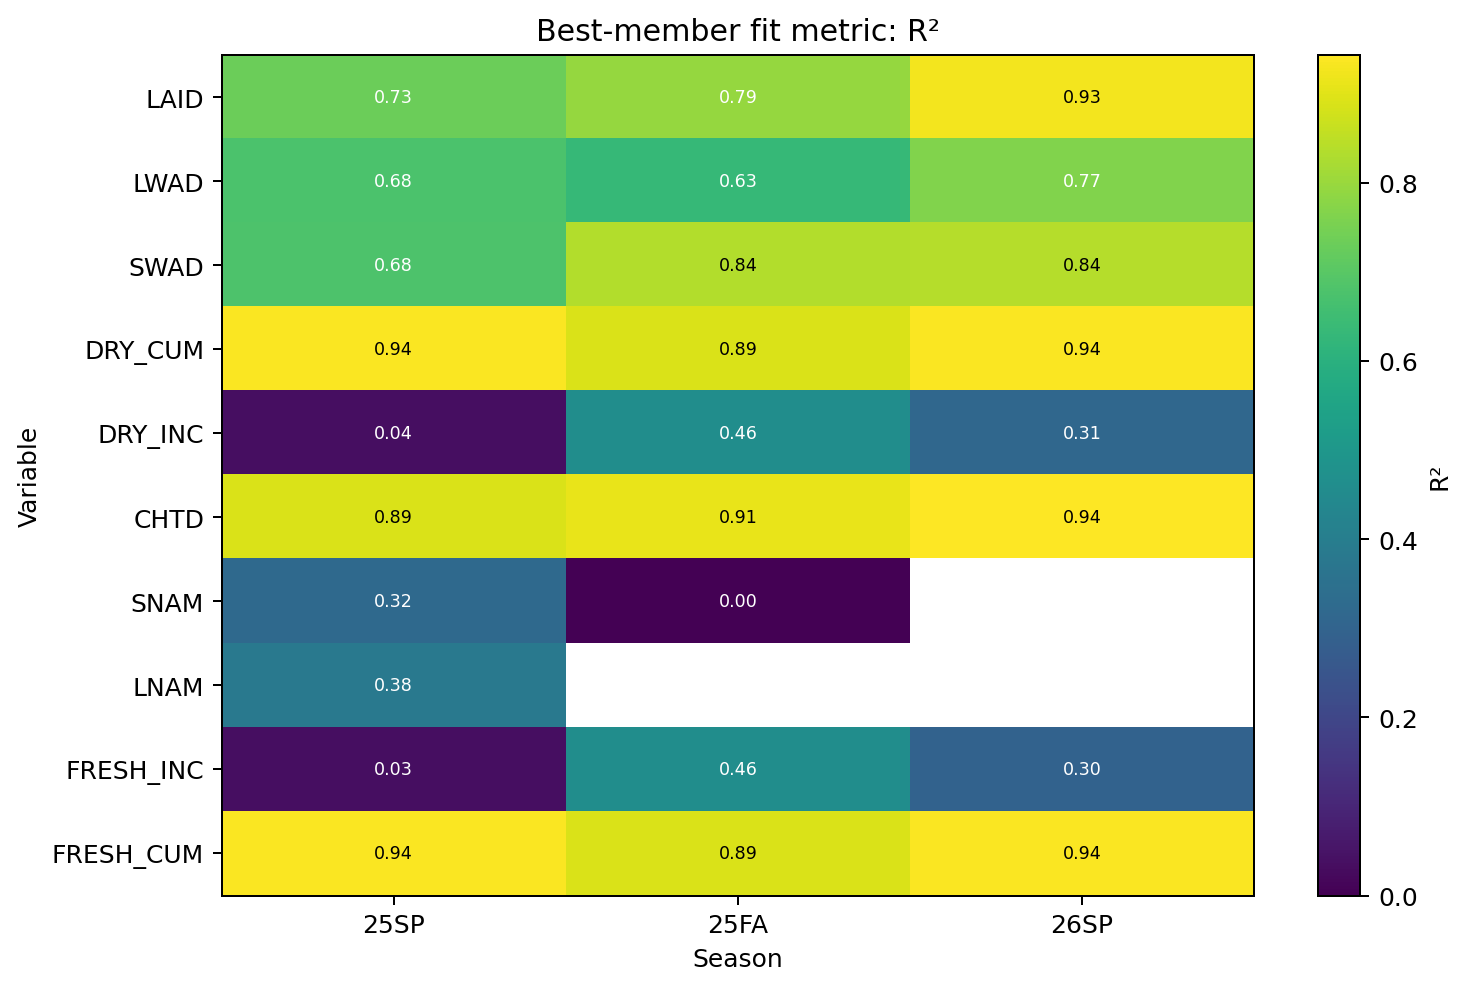 Best-member fit metric: R²
LAID 0.73 0.79 0.93
LWAD 0.68 0.63 0.77
SWAD 0.68 0.84 0.84
DRY_CUM 0.94 0.89 0.94
DRY_INC 0.04 0.46 0.31
CHTD 0.89 0.91 0.94
SNAM 0.32 0.00
LNAM 0.38
FRESH_INC 0.03 0.46 0.30
FRESH_CUM 0.94 0.89 0.94
25SP 25FA 26SP
Season
Variable
0.8
0.6
0.4
0.2
0.0
R²